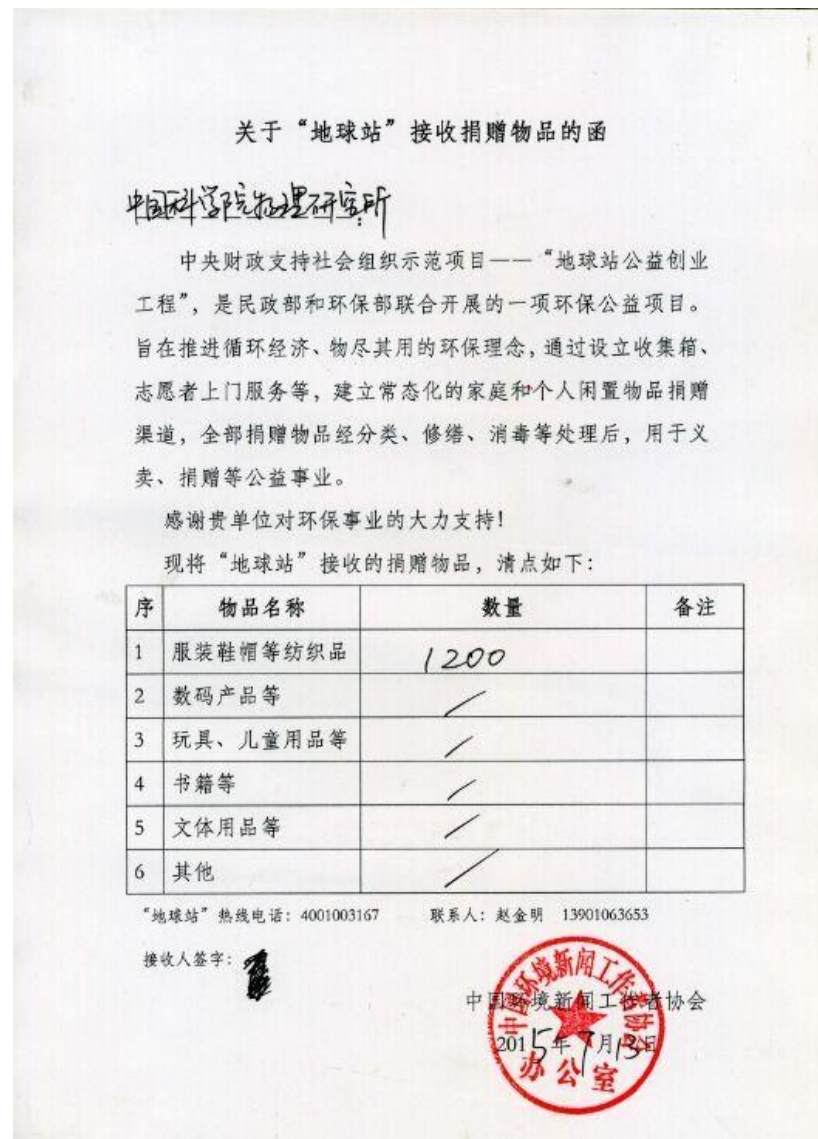 关于“地球站”接收捐赠物品的函
中国科学院物理研究所:
中央财政支持社会组织示范项目——“地球站公益创业
工程”，是民政部和环保部联合开展的一项环保公益项目。
旨在推进循环经济、物尽其用的环保理念，通过设立收集箱、
志愿者上门服务等，建立常态化的家庭和个人闲置物品捐赠
渠道，全部捐赠物品经分类、修缮、消毒等处理后，用于义
卖、捐赠等公益事业。
感谢贵单位对环保事业的大力支持！
现将“地球站”接收的捐赠物品，清点如下：
序 物品名称 数量 备注
1 服装鞋帽等纺织品 1200
2 数码产品等 /
3 玩具、儿童用品等 /
4 书籍等 /
5 文体用品等 /
6 其他 /
“地球站”热线电话：4001003167 联系人：赵金明 13901063653
接收人签字：
中国环境新闻工作者协会
2015年7月13日
中国环境新闻工作者协会
办公室